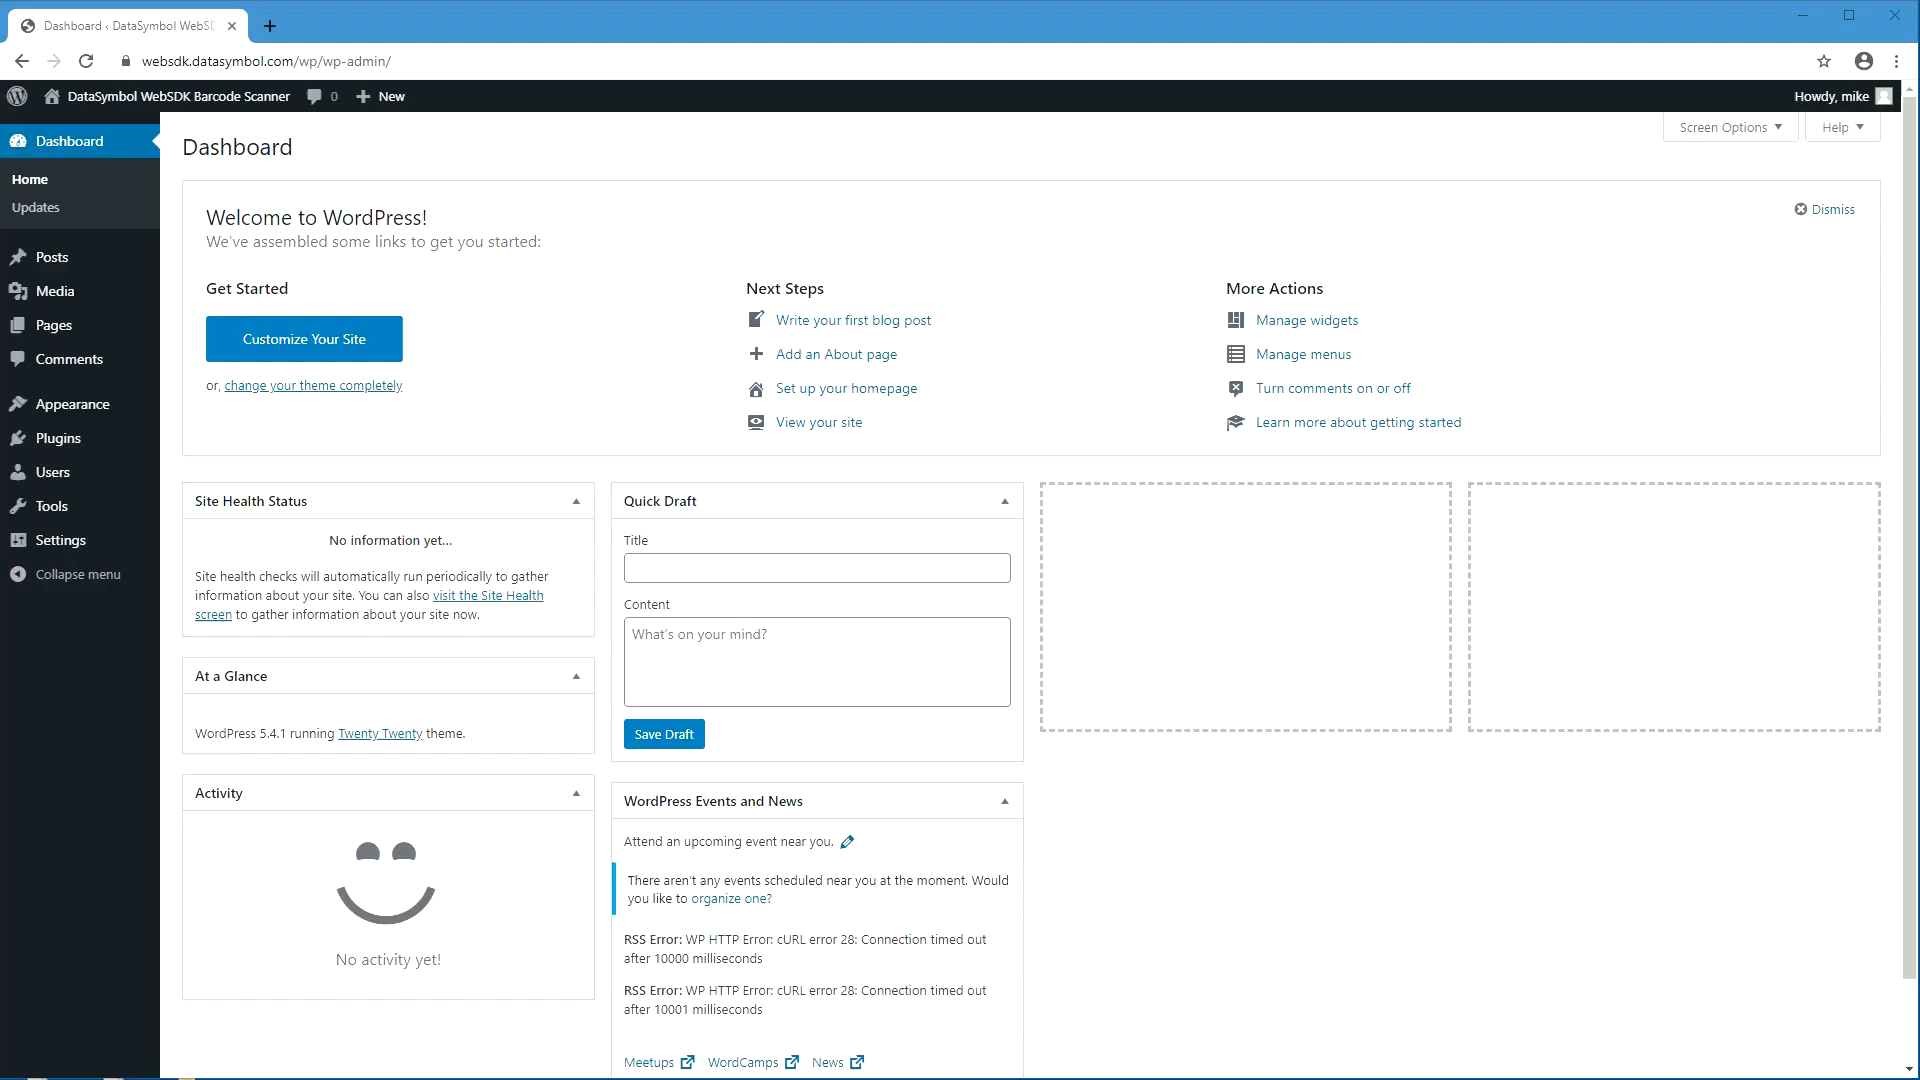 Dashboard ‹ DataSymbol WebSD
websdk.datasymbol.com/wp/wp-admin/
DataSymbol WebSDK Barcode Scanner
0
New
Howdy, mike
Dashboard
Home
Updates
Posts
Media
Pages
Comments
Appearance
Plugins
Users
Tools
Settings
Collapse menu
Screen Options
Help
Dashboard
Welcome to WordPress!
We've assembled some links to get you started:
Dismiss
Get Started
Customize Your Site
or, change your theme completely
Next Steps
Write your first blog post
Add an About page
Set up your homepage
View your site
More Actions
Manage widgets
Manage menus
Turn comments on or off
Learn more about getting started
Site Health Status
No information yet...
Site health checks will automatically run periodically to gather
information about your site. You can also visit the Site Health
screen to gather information about your site now.
At a Glance
WordPress 5.4.1 running Twenty Twenty theme.
Activity
No activity yet!
Quick Draft
Title
Content
What's on your mind?
Save Draft
WordPress Events and News
Attend an upcoming event near you.
There aren't any events scheduled near you at the moment. Would
you like to organize one?
RSS Error: WP HTTP Error: cURL error 28: Connection timed out
after 10000 milliseconds
RSS Error: WP HTTP Error: cURL error 28: Connection timed out
after 10001 milliseconds
Meetups
WordCamps
News